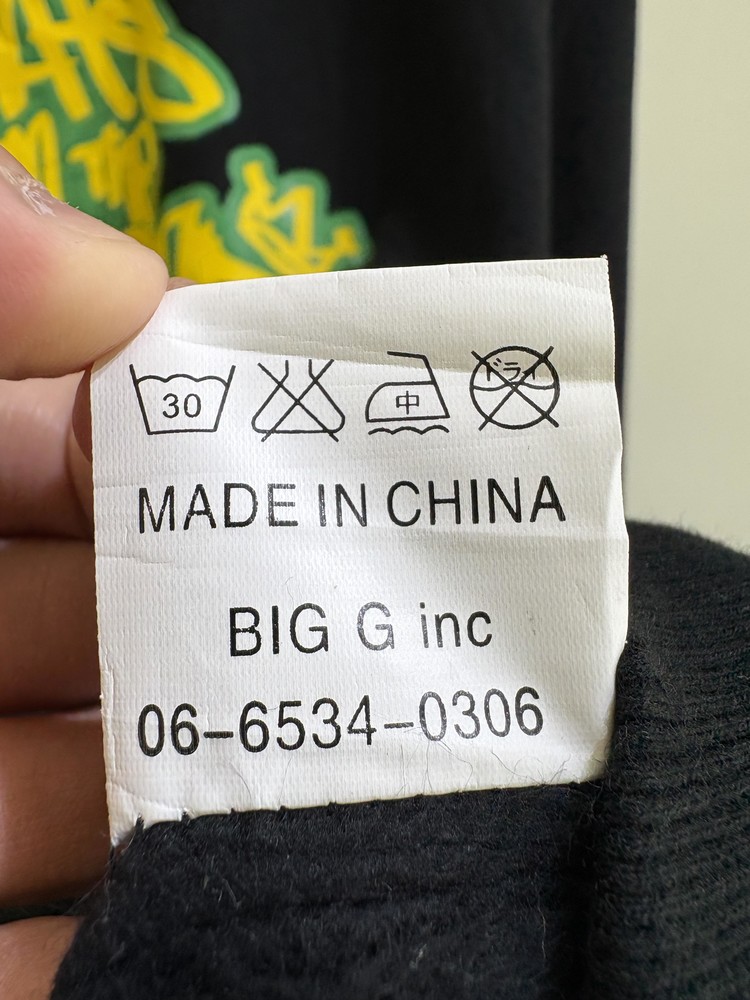 30 中 ドライ
MADE IN CHINA
BIG G inc
06-6534-0306